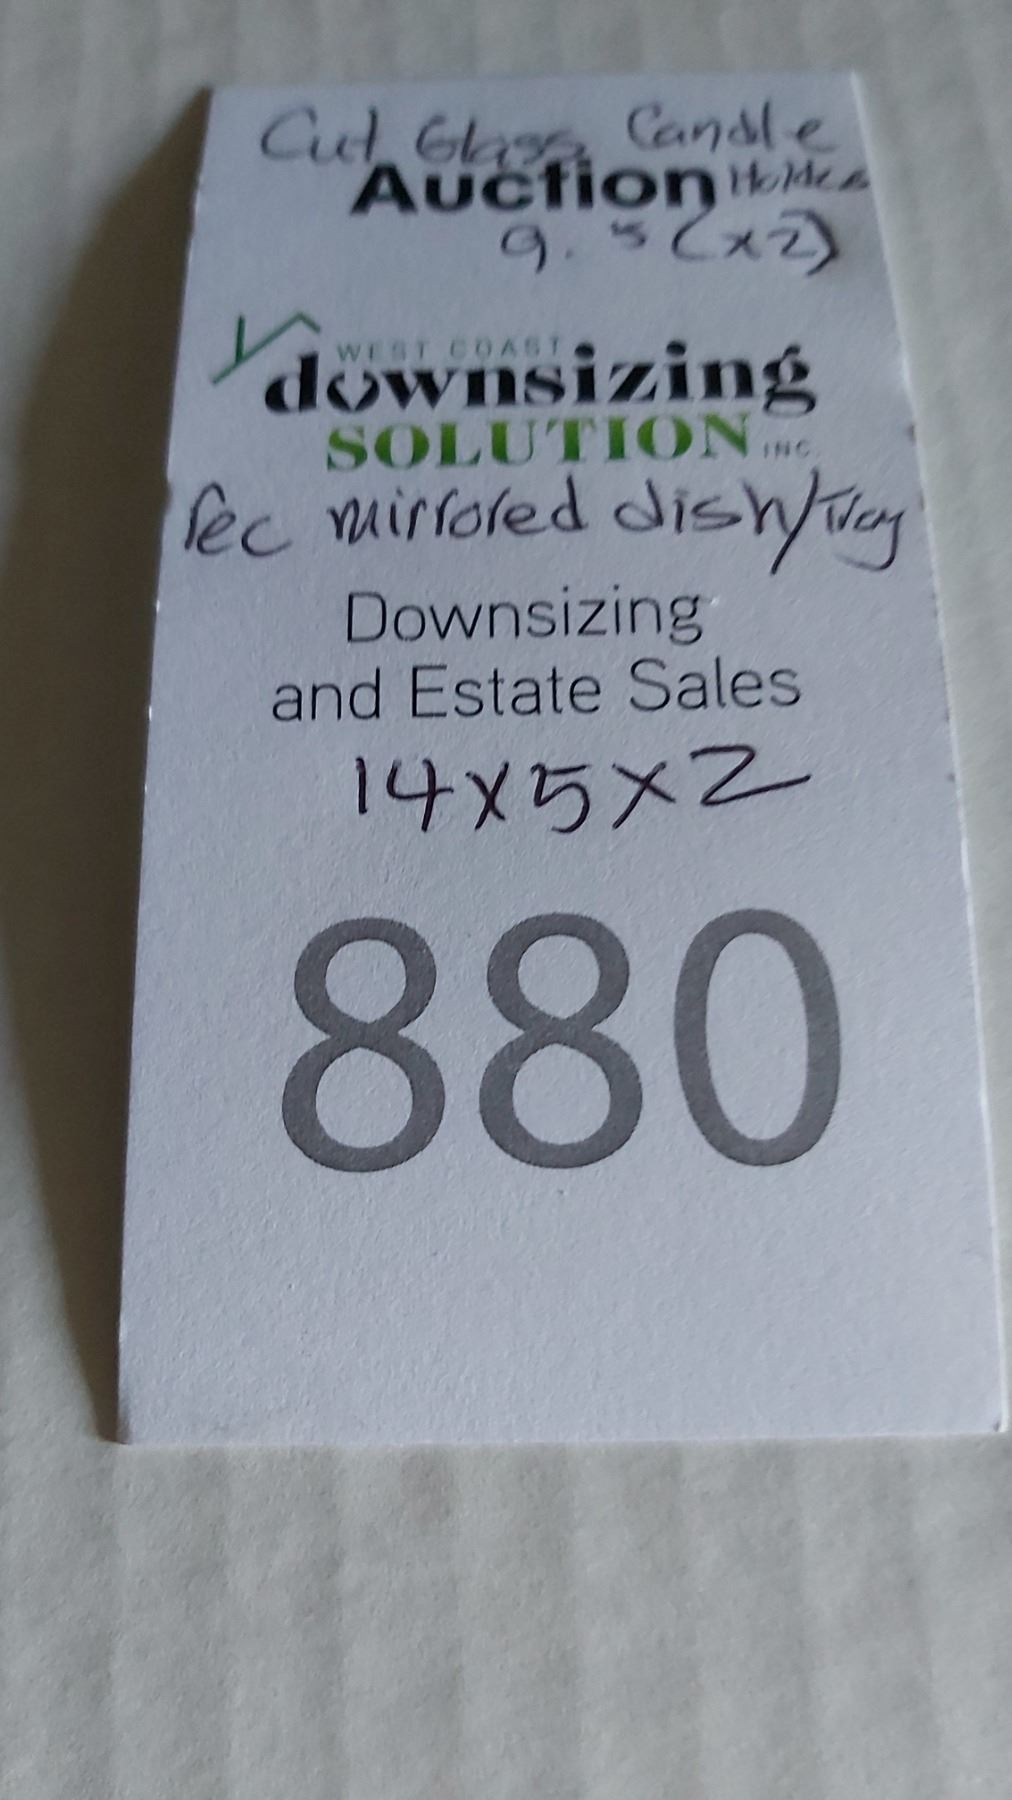 Cut Glass Candle
Auction Holder
9.5 (x2)
WEST COAST
downsizing
SOLUTION INC.
rec mirrored dish/tray
Downsizing
and Estate Sales
14x5x2
880